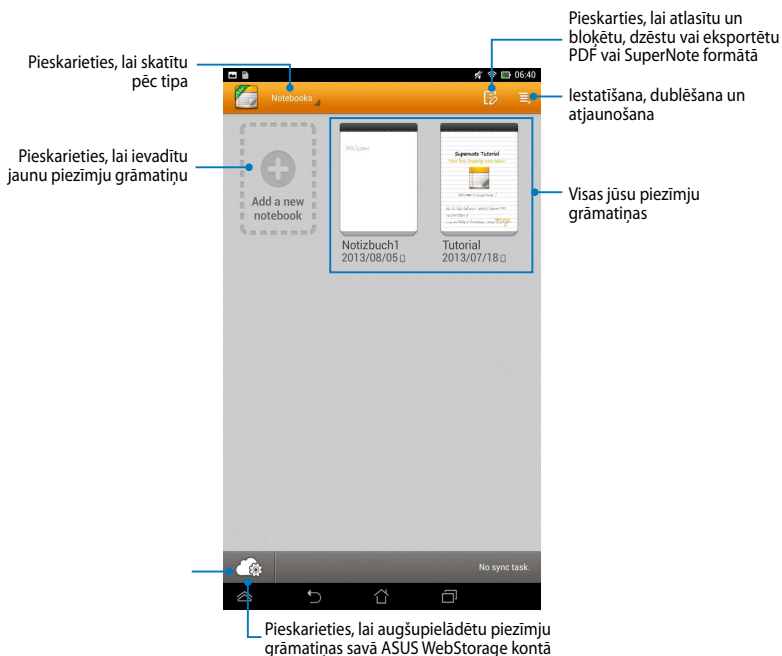 Pieskarties, lai atlasītu un
bloķētu, dzēstu vai eksportētu
PDF vai SuperNote formātā
Pieskarieties, lai skatītu
pēc tipa
06:40
Notebooks
Iestatīšana, dublēšana un
atjaunošana
Pieskarieties, lai ievadītu
jaunu piezīmju grāmatiņu
Add a new
notebook
Welcome
Supernote Tutorial
Visas jūsu piezīmju
grāmatiņas
Notizbuch1
2013/08/05
Tutorial
2013/07/18
No sync task.
Pieskarieties, lai augšupielādētu piezīmju
grāmatiņas savā ASUS WebStorage kontā